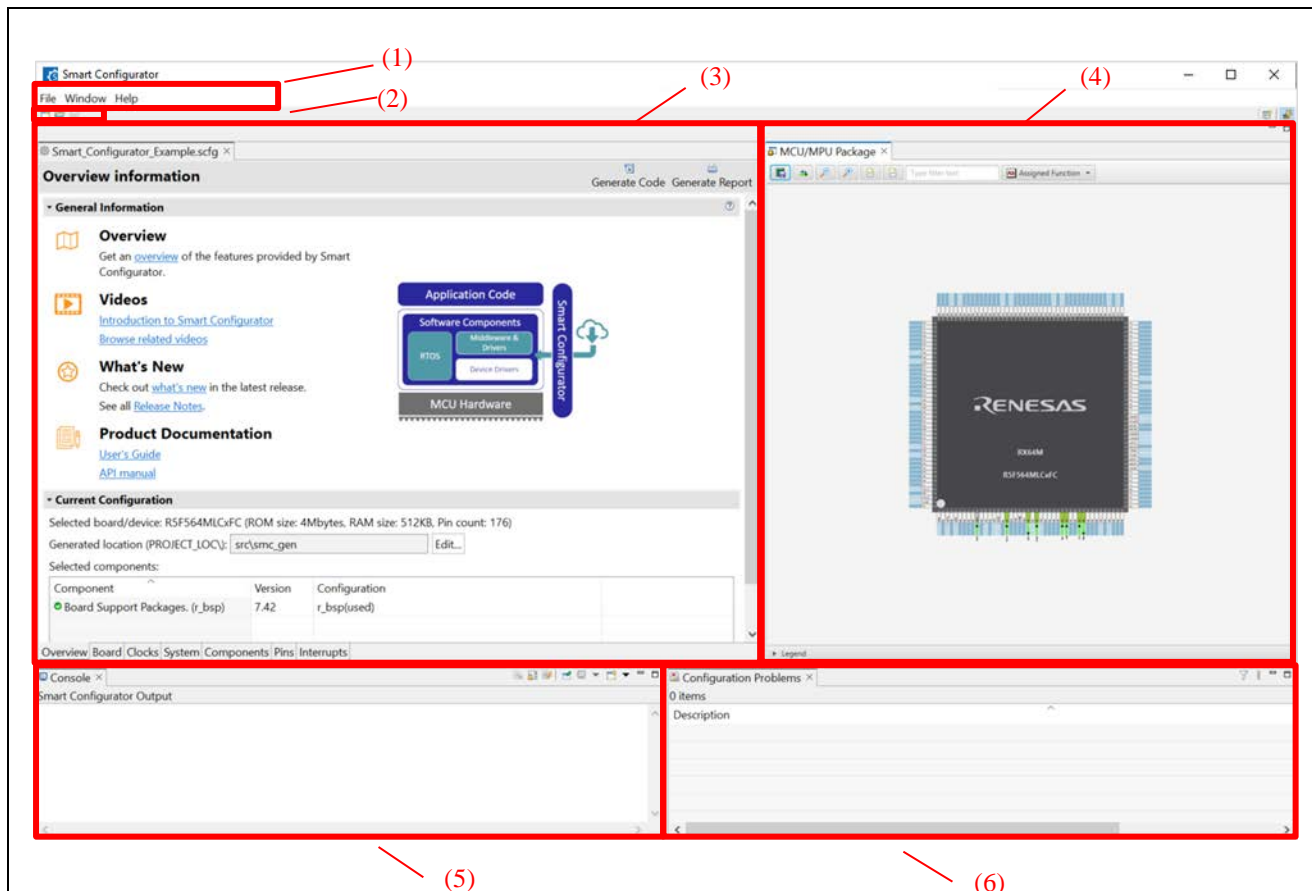 (1)
(3)
(4)
Smart Configurator
File Window Help
(2)
Smart_Configurator_Example.scfg
MCU/MPU Package
Overview information
Generate Code Generate Report
Type filter text
Assigned Function
General Information
Overview
Get an overview of the features provided by Smart
Configurator.
Videos
Introduction to Smart Configurator
Browse related videos
What's New
Check out what's new in the latest release.
See all Release Notes.
Product Documentation
User's Guide
API manual
Application Code
Software Components
RTOS
Middleware &
Drivers
Device Drivers
MCU Hardware
Smart Configurator
RENESAS
RX64M
R5F564MLCxFC
Current Configuration
Selected board/device: R5F564MLCxFC (ROM size: 4Mbytes, RAM size: 512KB, Pin count: 176)
Generated location (PROJECT_LOC\): src\smc_gen Edit...
Selected components:
Component Version Configuration
Board Support Packages. (r_bsp) 7.42 r_bsp(used)
Overview Board Clocks System Components Pins Interrupts
Legend
Console
Smart Configurator Output
Configuration Problems
0 items
Description
(5)
(6)